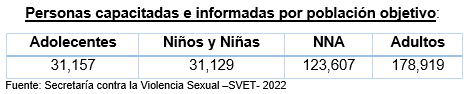 Personas capacitadas e informadas por población objetivo:
Adolecentes Niños y Niñas NNA Adultos
31,157 31,129 123,607 178,919
Fuente: Secretaría contra la Violencia Sexual –SVET- 2022